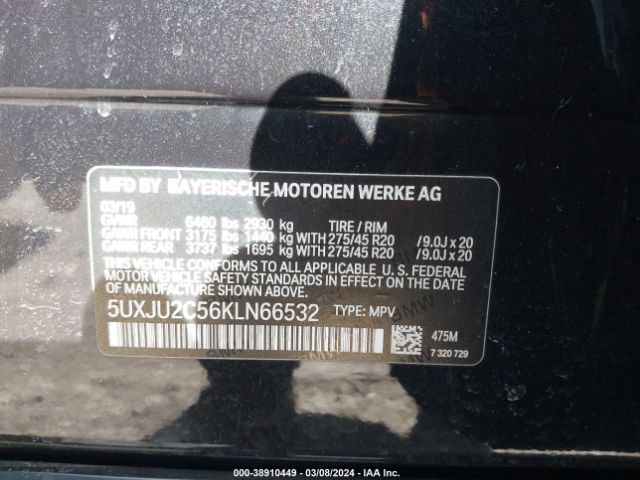 MFD BY BAYERISCHE MOTOREN WERKE AG
03/19
GVWR 6460 lbs 2930 kg TIRE / RIM
GAWR FRONT 3175 lbs 1440 kg WITH 275/45 R20 /9.0J x 20
GAWR REAR 3737 lbs 1695 kg WITH 275/45 R20 /9.0J x 20
THIS VEHICLE CONFORMS TO ALL APPLICABLE U. S. FEDERAL
MOTOR VEHICLE SAFETY STANDARDS IN EFFECT ON THE DATE OF
MANUFACTURE SHOWN ABOVE.
5UXJU2C56KLN66532 TYPE: MPV
475M
7 320 729
BMW
000-38910449 — 03/08/2024 — IAA Inc.